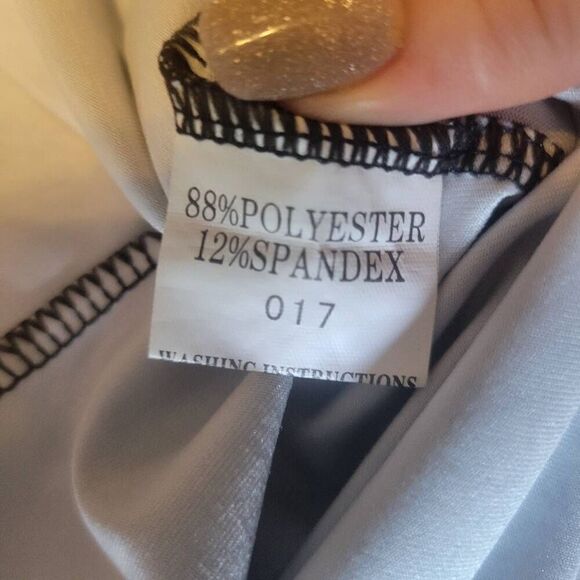 88%POLYESTER
12%SPANDEX
017
WASHING INSTRUCTIONS